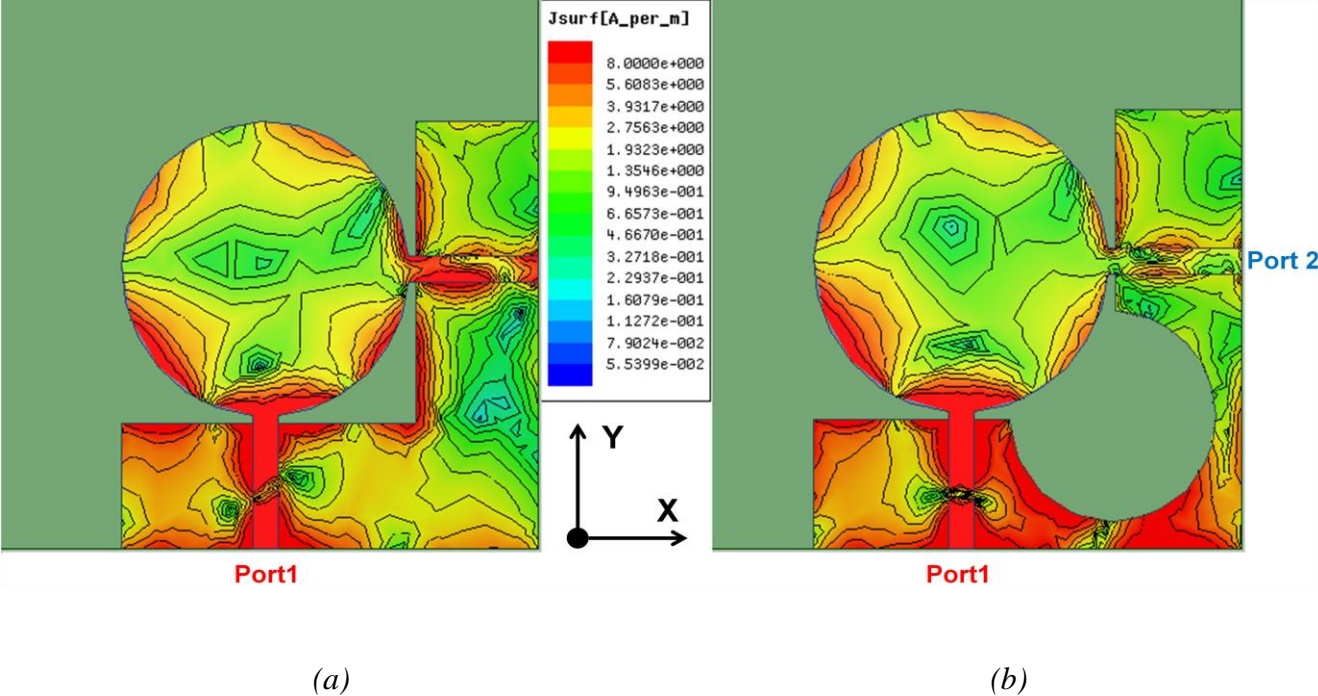 Jsurf[A_per_m]
8.0000e+000
5.6083e+000
3.9317e+000
2.7563e+000
1.9323e+000
1.3546e+000
9.4963e-001
6.6573e-001
4.6670e-001
3.2718e-001
2.2937e-001
1.6079e-001
1.1272e-001
7.9024e-002
5.5399e-002
Port 2
Y
X
Port1
Port1
(a)
(b)